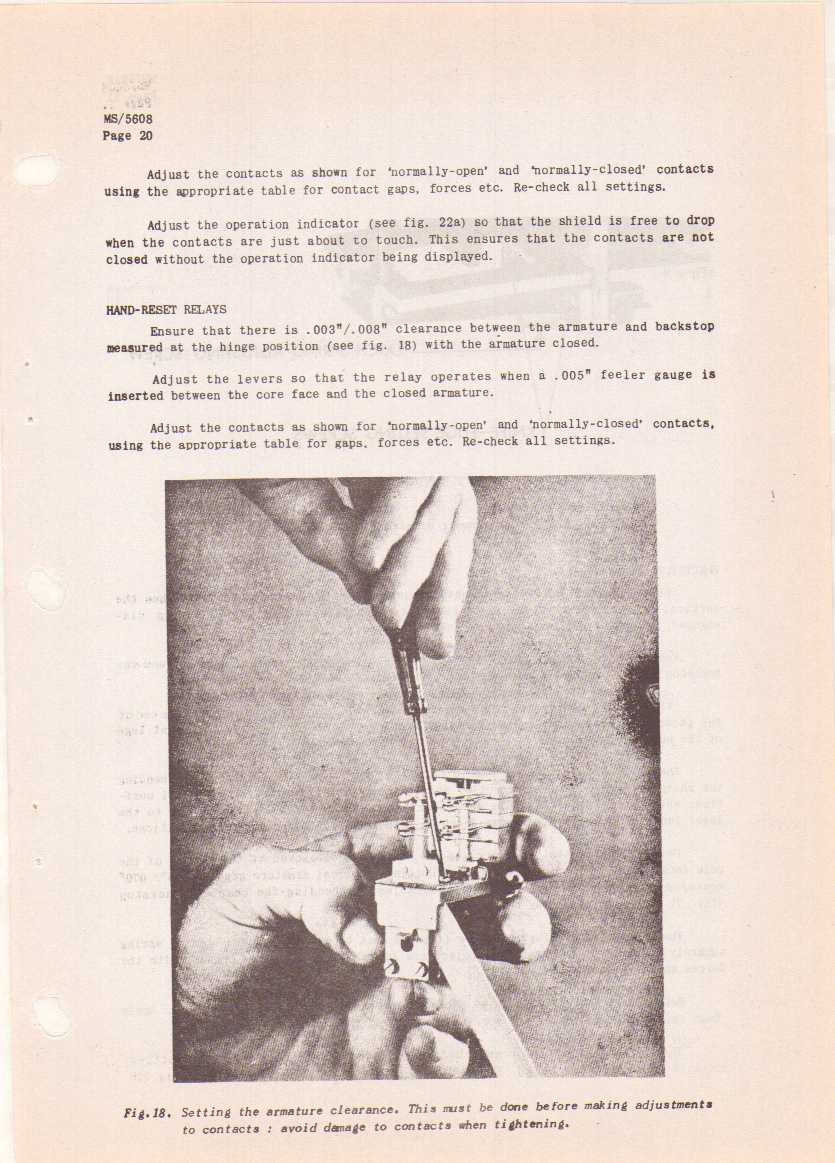 MS/5608
Page 20
Adjust the contacts as shown for 'normally-open' and 'normally-closed' contacts
using the appropriate table for contact gaps, forces etc. Re-check all settings.
Adjust the operation indicator (see fig. 22a) so that the shield is free to drop
when the contacts are just about to touch. This ensures that the contacts are not
closed without the operation indicator being displayed.
HAND-RESET RELAYS
Ensure that there is .003"/.008" clearance between the armature and backstop
measured at the hinge position (see fig. 18) with the armature closed.
Adjust the levers so that the relay operates when a .005" feeler gauge is
inserted between the core face and the closed armature.
Adjust the contacts as shown for 'normally-open' and 'normally-closed' contacts,
using the appropriate table for gaps, forces etc. Re-check all settings.
Fig.18. Setting the armature clearance. This must be done before making adjustments
to contacts : avoid damage to contacts when tightening.